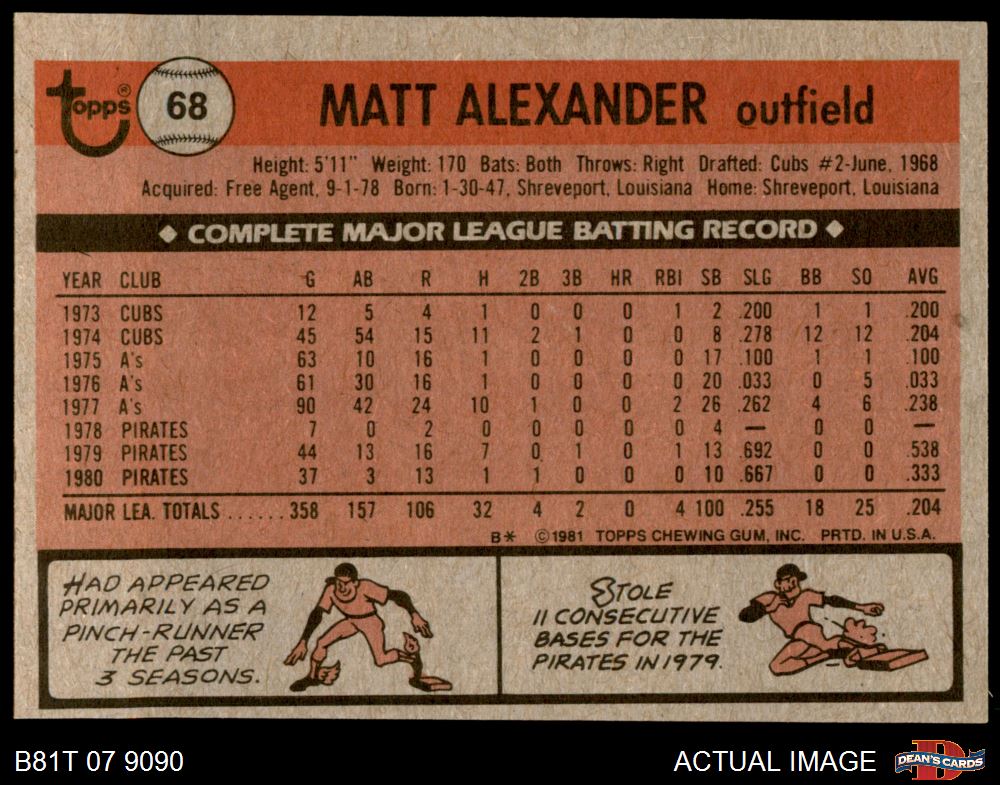 Topps® 68 MATT ALEXANDER outfield
Height: 5'11" Weight: 170 Bats: Both Throws: Right Drafted: Cubs #2-June, 1968
Acquired: Free Agent, 9-1-78 Born: 1-30-47, Shreveport, Louisiana Home: Shreveport, Louisiana
◆ COMPLETE MAJOR LEAGUE BATTING RECORD ◆
YEAR CLUB G AB R H 2B 3B HR RBI SB SLG BB SO AVG
1973 CUBS 12 5 4 1 0 0 0 1 2 .200 1 1 .200
1974 CUBS 45 54 15 11 2 1 0 0 8 .278 12 12 .204
1975 A's 63 10 16 1 0 0 0 0 17 .100 1 1 .100
1976 A's 61 30 16 1 0 0 0 0 20 .033 0 5 .033
1977 A's 90 42 24 10 1 0 0 2 26 .262 4 6 .238
1978 PIRATES 7 0 2 0 0 0 0 0 4 — 0 0 —
1979 PIRATES 44 13 16 7 0 1 0 1 13 .692 0 0 .538
1980 PIRATES 37 3 13 1 1 0 0 0 10 .667 0 0 .333
MAJOR LEA. TOTALS ...... 358 157 106 32 4 2 0 4 100 .255 18 25 .204
B* ©1981 TOPPS CHEWING GUM, INC. PRTD. IN U.S.A.
HAD APPEARED
PRIMARILY AS A
PINCH-RUNNER
THE PAST
3 SEASONS.
STOLE
11 CONSECUTIVE
BASES FOR THE
PIRATES IN 1979.
B81T 07 9090
ACTUAL IMAGE
D
DEAN'S CARDS